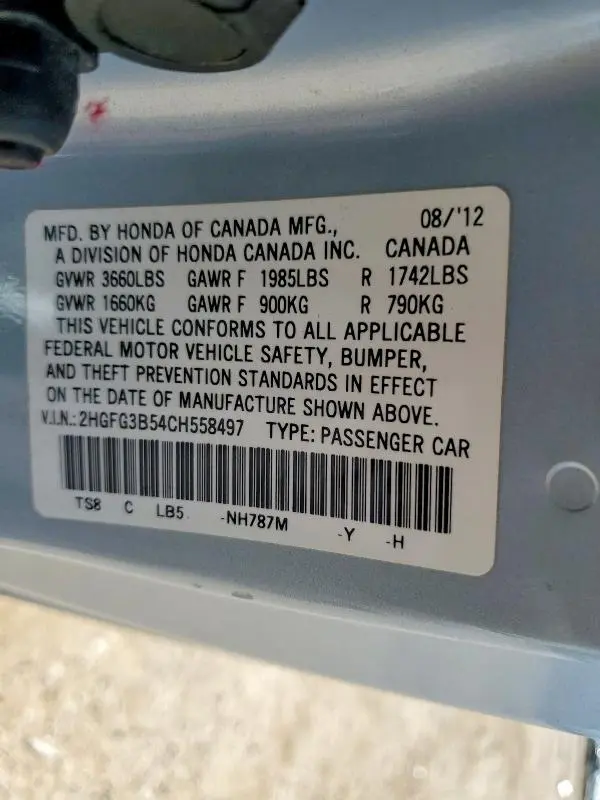 MFD. BY HONDA OF CANADA MFG., 08/'12
A DIVISION OF HONDA CANADA INC. CANADA
GVWR 3660LBS GAWR F 1985LBS R 1742LBS
GVWR 1660KG GAWR F 900KG R 790KG
THIS VEHICLE CONFORMS TO ALL APPLICABLE
FEDERAL MOTOR VEHICLE SAFETY, BUMPER,
AND THEFT PREVENTION STANDARDS IN EFFECT
ON THE DATE OF MANUFACTURE SHOWN ABOVE.
V.I.N.:2HGFG3B54CH558497 TYPE: PASSENGER CAR
TS8 C LB5 -NH787M -Y -H